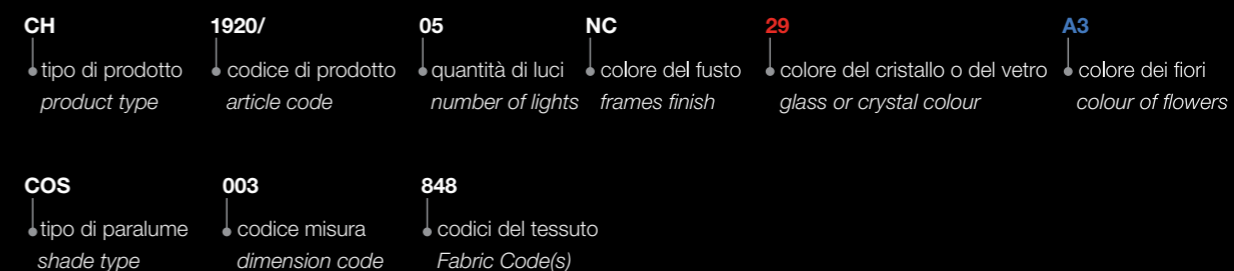 CH 1920/ 05 NC 29 A3
tipo di prodotto codice di prodotto quantità di luci colore del fusto colore del cristallo o del vetro colore dei fiori
product type article code number of lights frames finish glass or crystal colour colour of flowers
COS 003 848
tipo di paralume codice misura codici del tessuto
shade type dimension code Fabric Code(s)